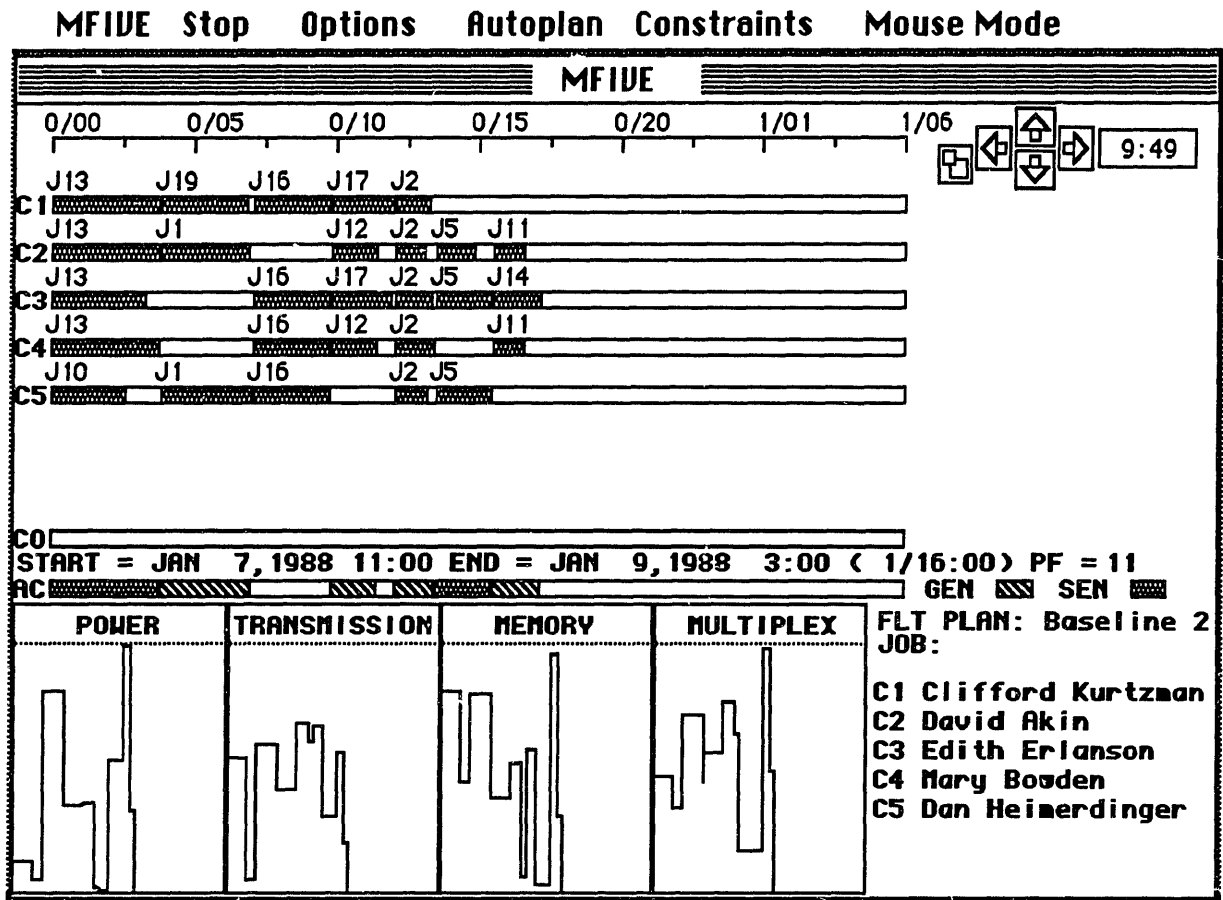 MFIVE Stop Options Autoplan Constraints Mouse Mode
MFIVE
0/00 0/05 0/10 0/15 0/20 1/01 1/06
9:49
J13 J19 J16 J17 J2
C1
J13 J1 J12 J2 J5 J11
C2
J13 J16 J17 J2 J5 J14
C3
J13 J16 J12 J2 J11
C4
J10 J1 J16 J2 J5
C5
C0
START = JAN 7,1988 11:00 END = JAN 9,1988 3:00 ( 1/16:00) PF = 11
AC GEN SEN
POWER TRANSMISSION MEMORY MULTIPLEX
FLT PLAN: Baseline 2
JOB:
C1 Clifford Kurtzman
C2 David Akin
C3 Edith Erlanson
C4 Mary Bowden
C5 Dan Heimerdinger